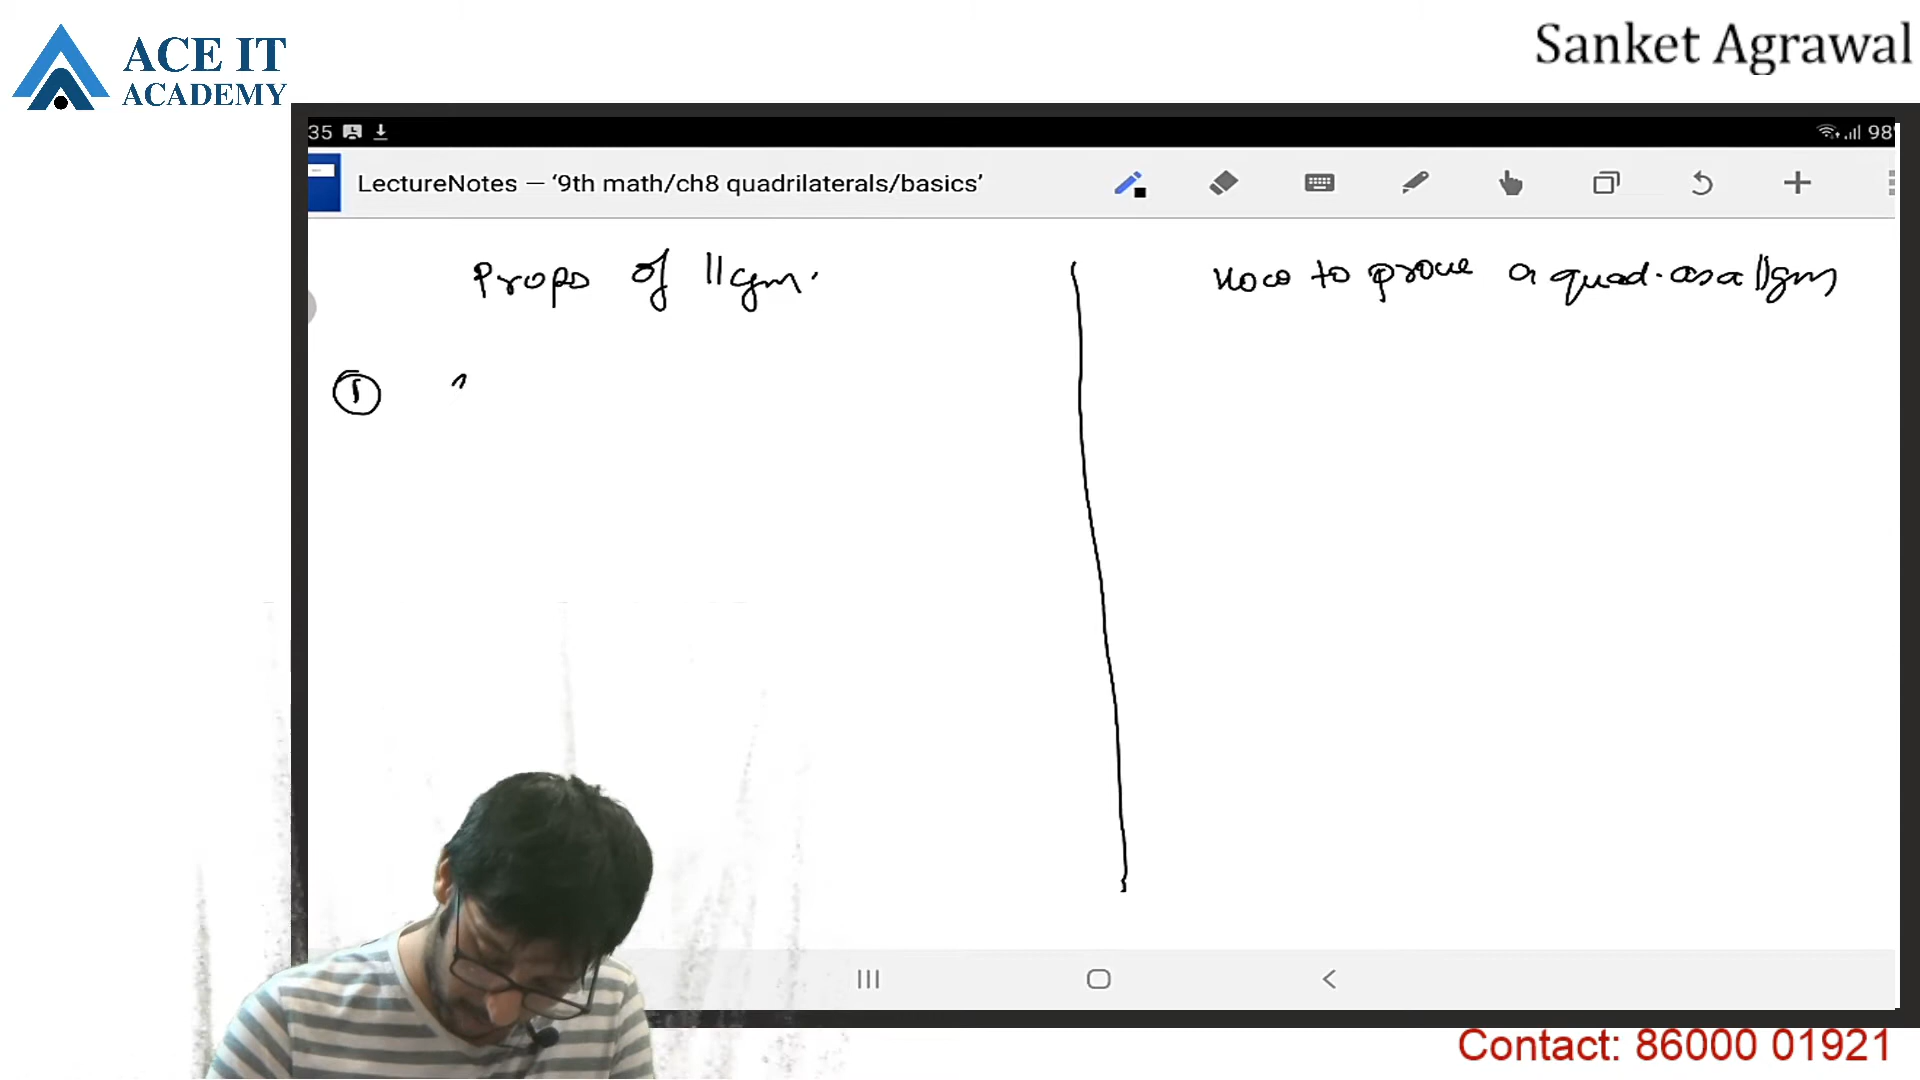 ACE IT
ACADEMY
Sanket Agrawal
35
98
LectureNotes — ‘9th math/ch8 quadrilaterals/basics’
Props of ||gm.
How to prove a quad. as a ||gm
1
Contact: 86000 01921